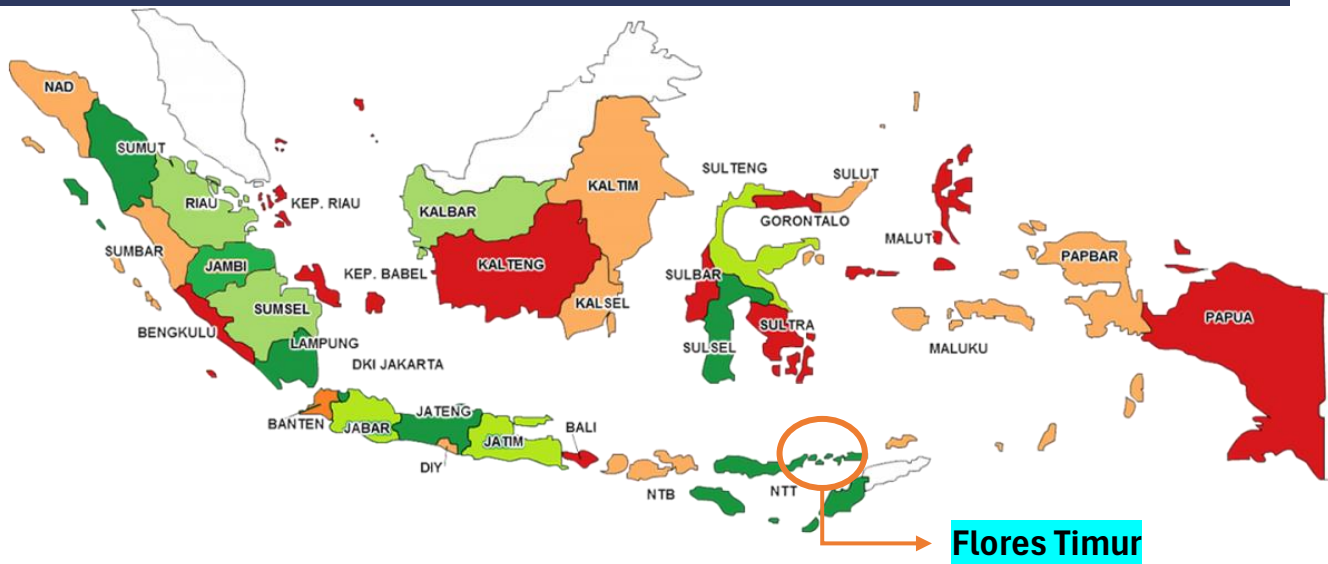 NAD
SUMUT
RIAU
KEP. RIAU
SUMBAR
JAMBI
KEP. BABEL
SUMSEL
BENGKULU
LAMPUNG
DKI JAKARTA
BANTEN
JABAR
JATENG
DIY
JATIM
BALI
KALBAR
KALTIM
KALTENG
KALSEL
SULTENG
SULUT
GORONTALO
SULBAR
SULTRA
SULSEL
MALUT
PAPBAR
MALUKU
PAPUA
NTB
NTT
Flores Timur